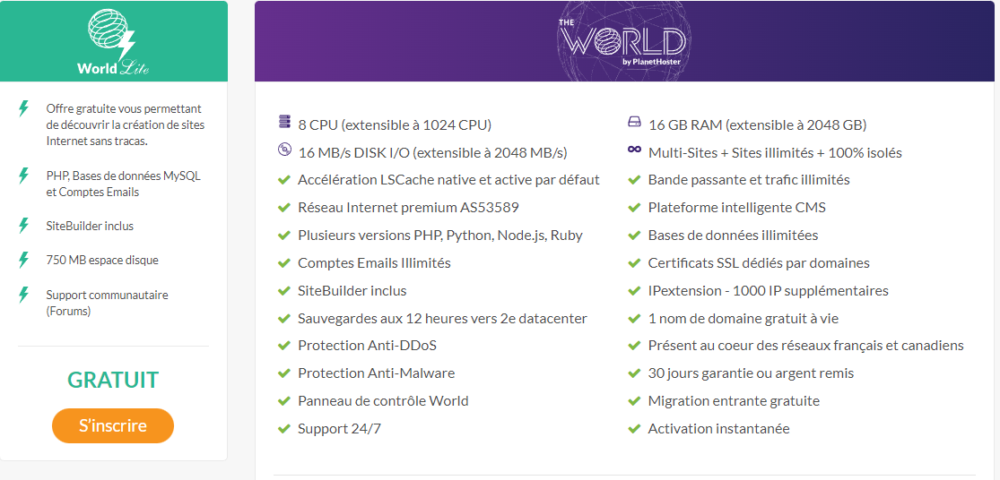 World Lite
Offre gratuite vous permettant
de découvrir la création de sites
Internet sans tracas.
PHP, Bases de données MySQL
et Comptes Emails
SiteBuilder inclus
750 MB espace disque
Support communautaire
(Forums)
GRATUIT
S'inscrire
THE
WORLD
by PlanetHoster
8 CPU (extensible à 1024 CPU)
16 MB/s DISK I/O (extensible à 2048 MB/s)
Accélération LSCache native et active par défaut
Réseau Internet premium AS53589
Plusieurs versions PHP, Python, Node.js, Ruby
Comptes Emails Illimités
SiteBuilder inclus
Sauvegardes aux 12 heures vers 2e datacenter
Protection Anti-DDoS
Protection Anti-Malware
Panneau de contrôle World
Support 24/7
16 GB RAM (extensible à 2048 GB)
Multi-Sites + Sites illimités + 100% isolés
Bande passante et trafic illimités
Plateforme intelligente CMS
Bases de données illimitées
Certificats SSL dédiés par domaines
IPextension - 1000 IP supplémentaires
1 nom de domaine gratuit à vie
Présent au coeur des réseaux français et canadiens
30 jours garantie ou argent remis
Migration entrante gratuite
Activation instantanée